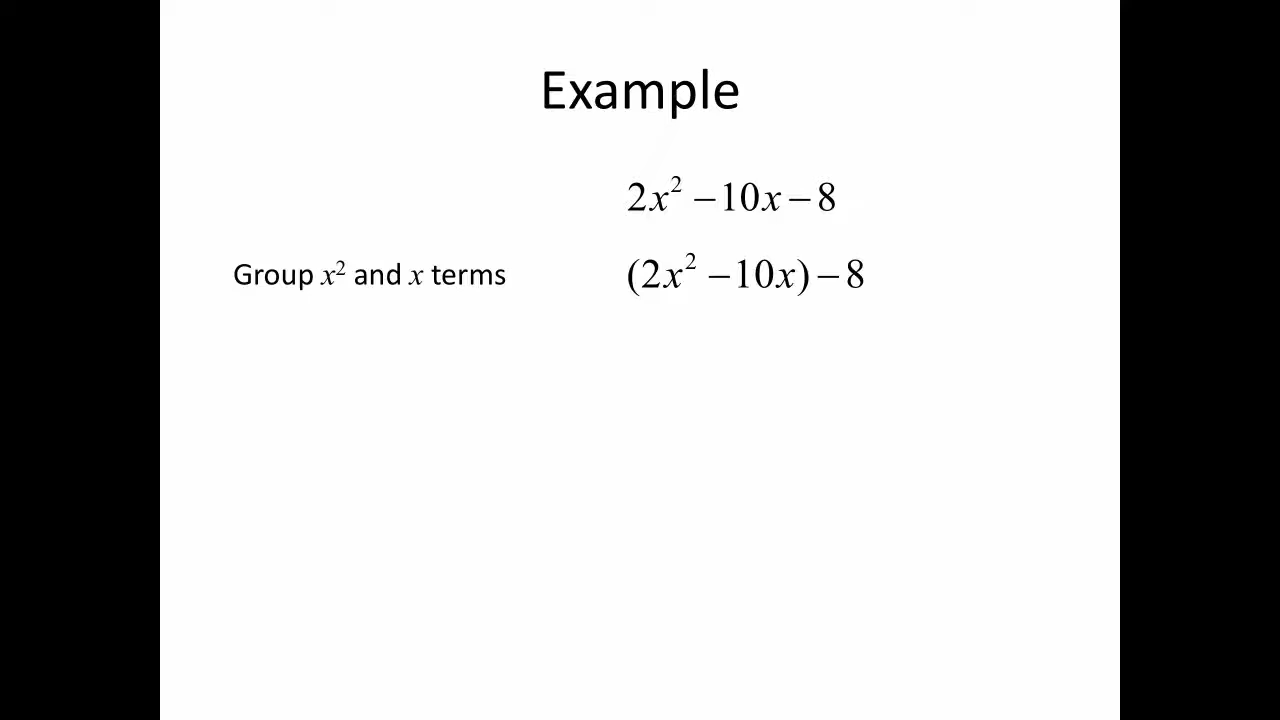 Example
2x² − 10x − 8
Group x² and x terms (2x² − 10x) − 8